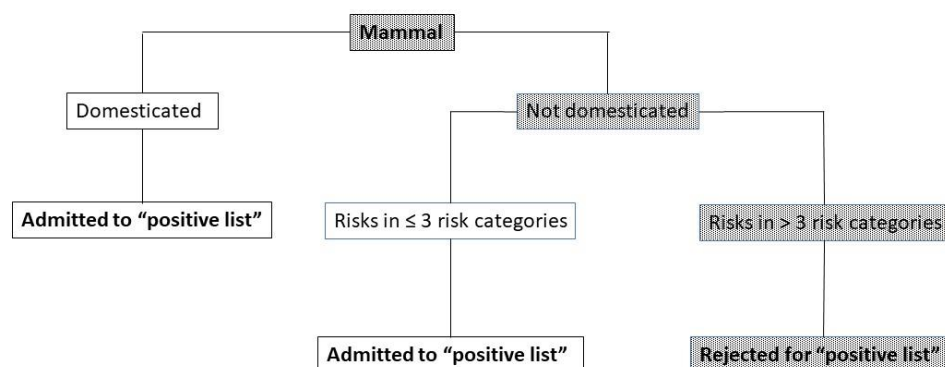 Mammal
Domesticated
Not domesticated
Admitted to “positive list”
Risks in ≤ 3 risk categories
Risks in > 3 risk categories
Admitted to “positive list”
Rejected for “positive list”